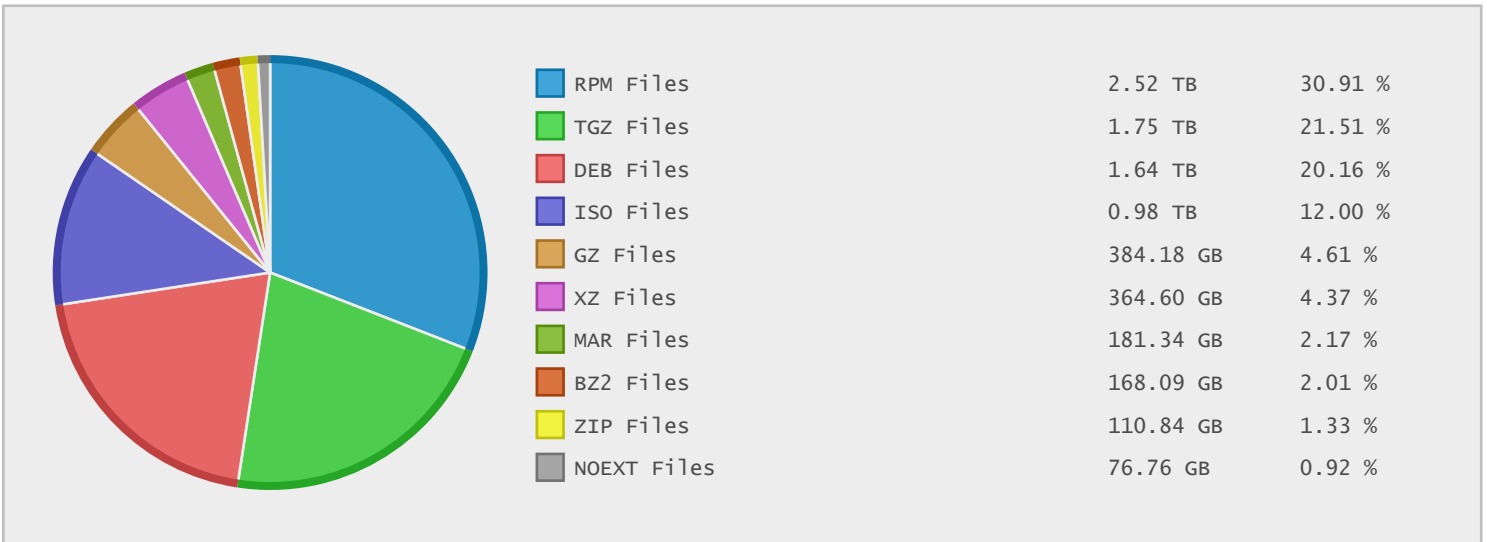 RPM Files 2.52 TB 30.91 %
TGZ Files 1.75 TB 21.51 %
DEB Files 1.64 TB 20.16 %
ISO Files 0.98 TB 12.00 %
GZ Files 384.18 GB 4.61 %
XZ Files 364.60 GB 4.37 %
MAR Files 181.34 GB 2.17 %
BZ2 Files 168.09 GB 2.01 %
ZIP Files 110.84 GB 1.33 %
NOEXT Files 76.76 GB 0.92 %